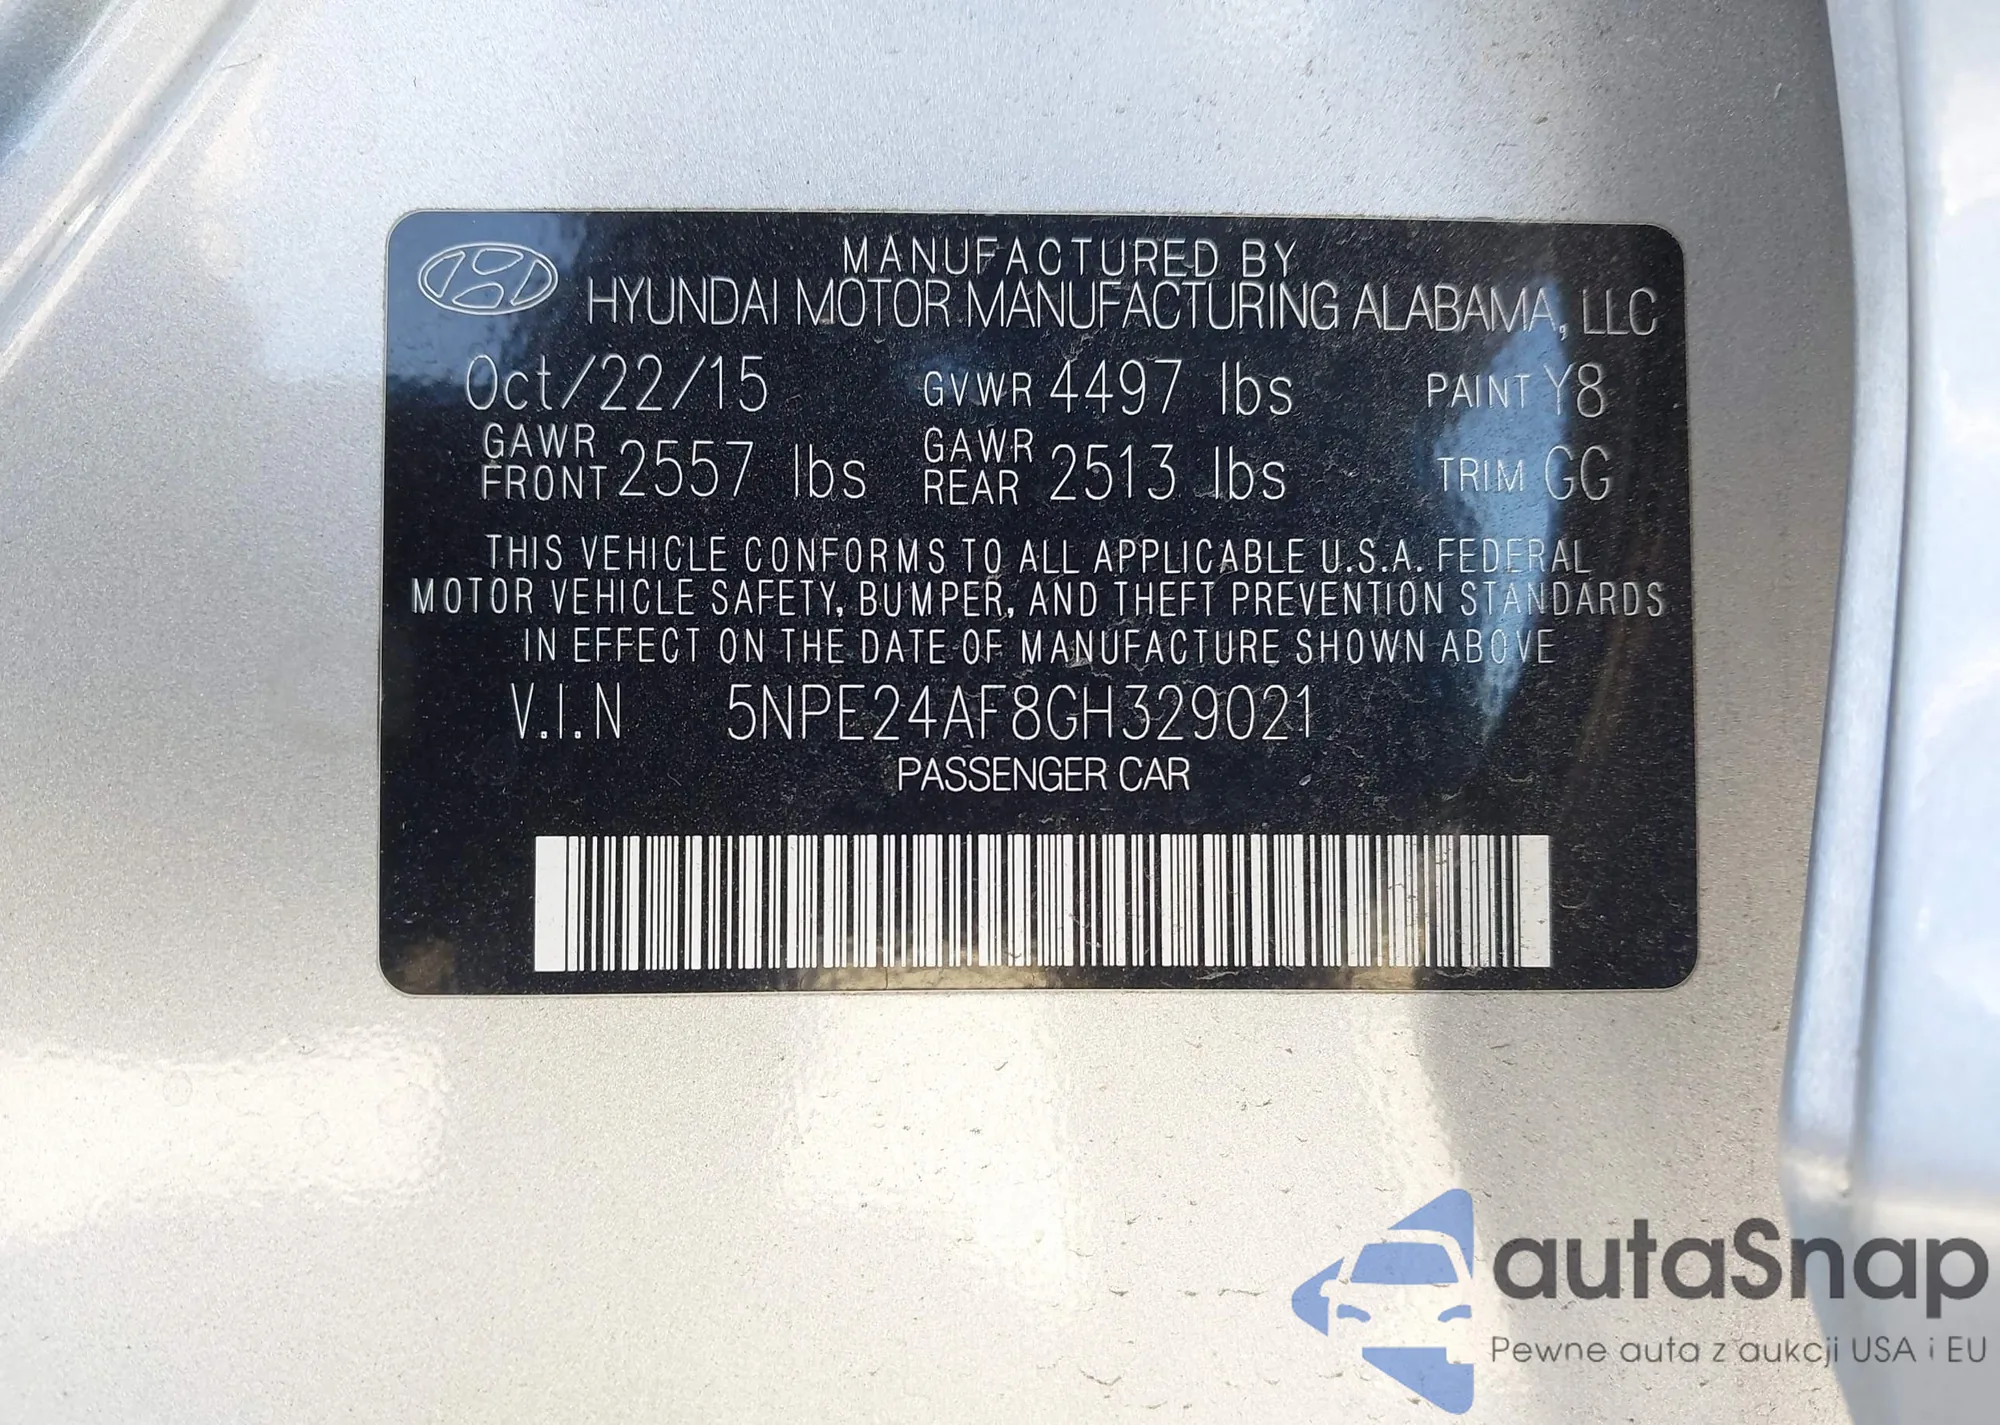 MANUFACTURED BY
HYUNDAI MOTOR MANUFACTURING ALABAMA, LLC
Oct/22/15 GVWR 4497 lbs PAINT Y8
GAWR FRONT 2557 lbs GAWR REAR 2513 lbs TRIM GG
THIS VEHICLE CONFORMS TO ALL APPLICABLE U.S.A. FEDERAL
MOTOR VEHICLE SAFETY, BUMPER, AND THEFT PREVENTION STANDARDS
IN EFFECT ON THE DATE OF MANUFACTURE SHOWN ABOVE
V.I.N 5NPE24AF8GH329021
PASSENGER CAR
autaSnap
Pewne auta z aukcji USA i EU